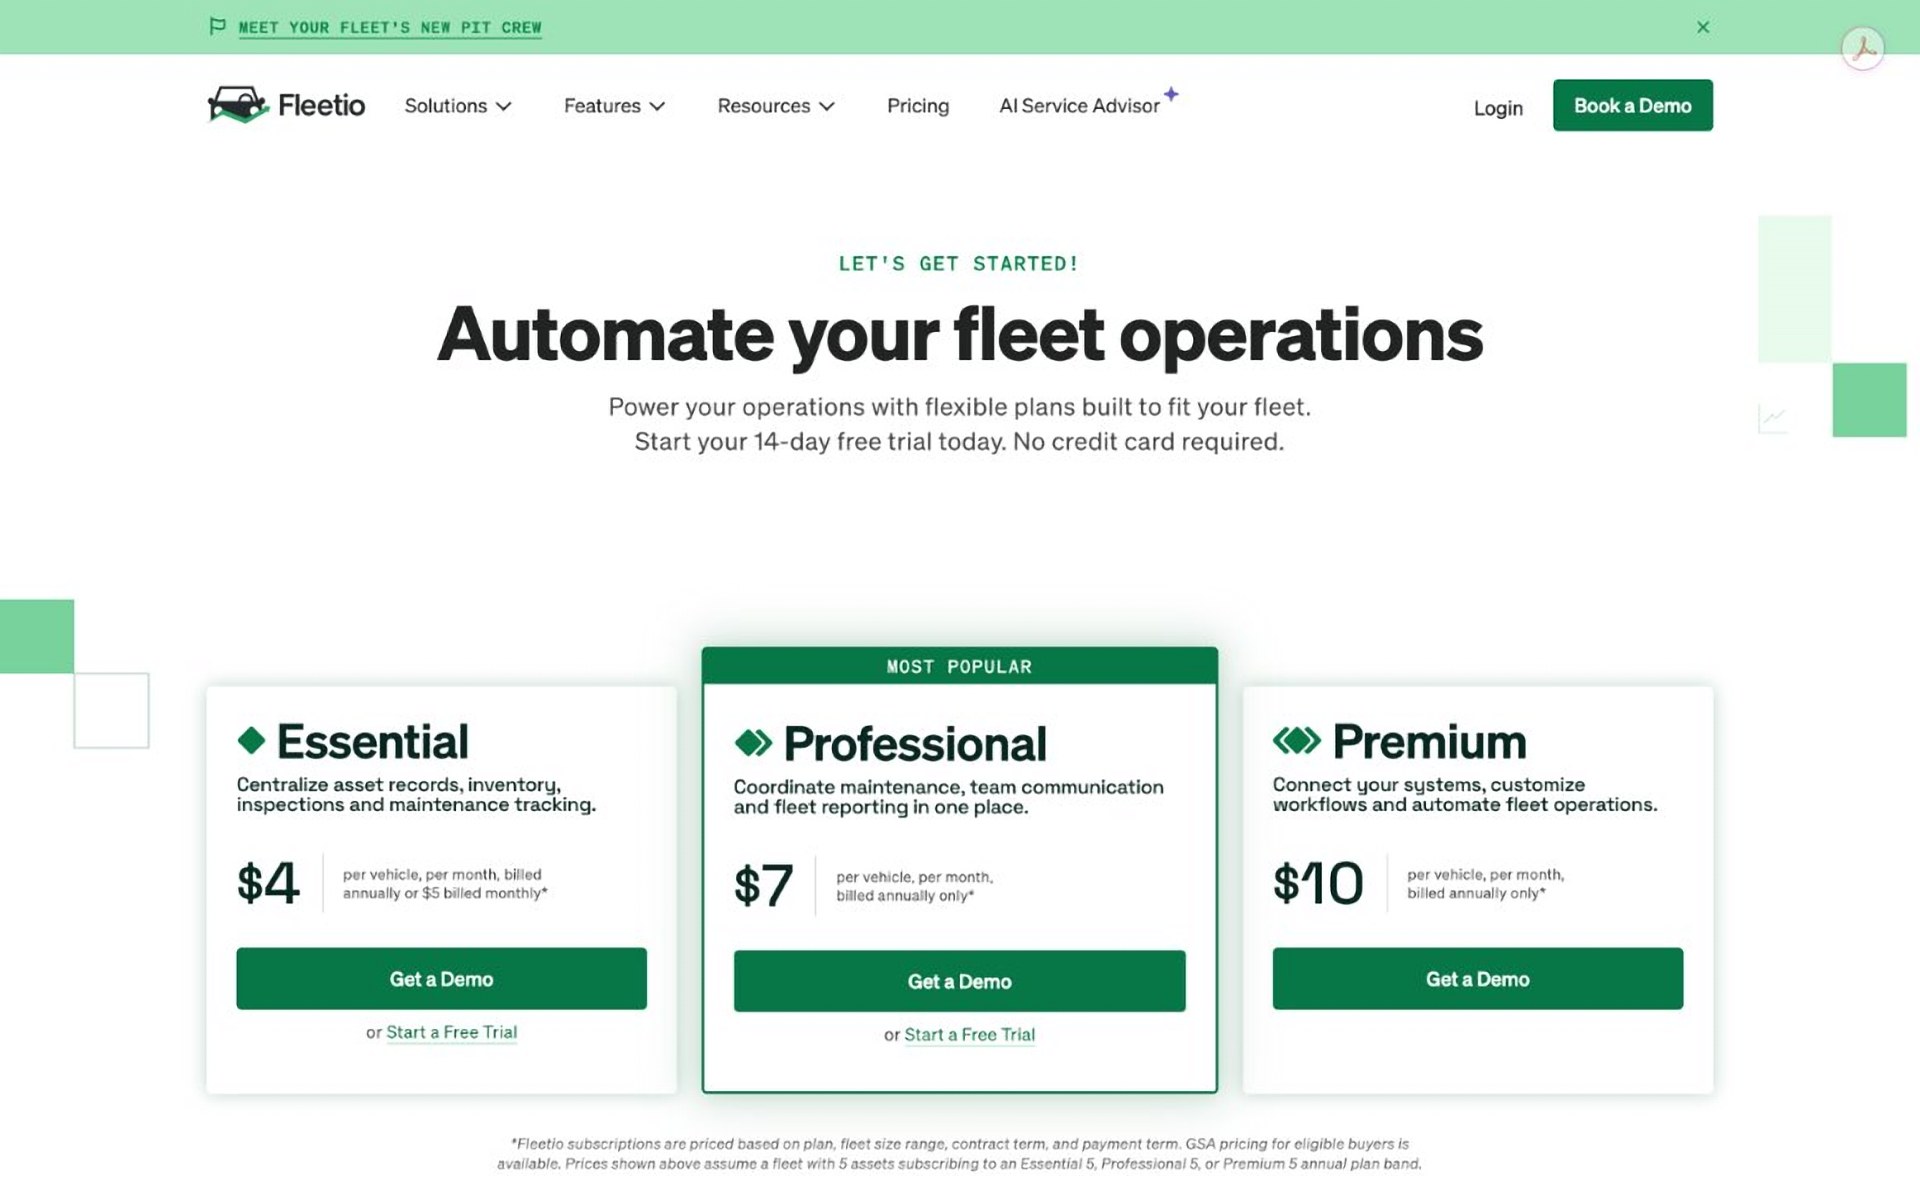 MEET YOUR FLEET'S NEW PIT CREW
Fleetio
Solutions
Features
Resources
Pricing
AI Service Advisor
Login
Book a Demo
LET'S GET STARTED!
Automate your fleet operations
Power your operations with flexible plans built to fit your fleet.
Start your 14-day free trial today. No credit card required.
Essential
Centralize asset records, inventory,
inspections and maintenance tracking.
$4
per vehicle, per month, billed
annually or $5 billed monthly*
Get a Demo
or Start a Free Trial
MOST POPULAR
Professional
Coordinate maintenance, team communication
and fleet reporting in one place.
$7
per vehicle, per month,
billed annually only*
Get a Demo
or Start a Free Trial
Premium
Connect your systems, customize
workflows and automate fleet operations.
$10
per vehicle, per month,
billed annually only*
Get a Demo
*Fleetio subscriptions are priced based on plan, fleet size range, contract term, and payment term. GSA pricing for eligible buyers is
available. Prices shown above assume a fleet with 5 assets subscribing to an Essential 5, Professional 5, or Premium 5 annual plan band.